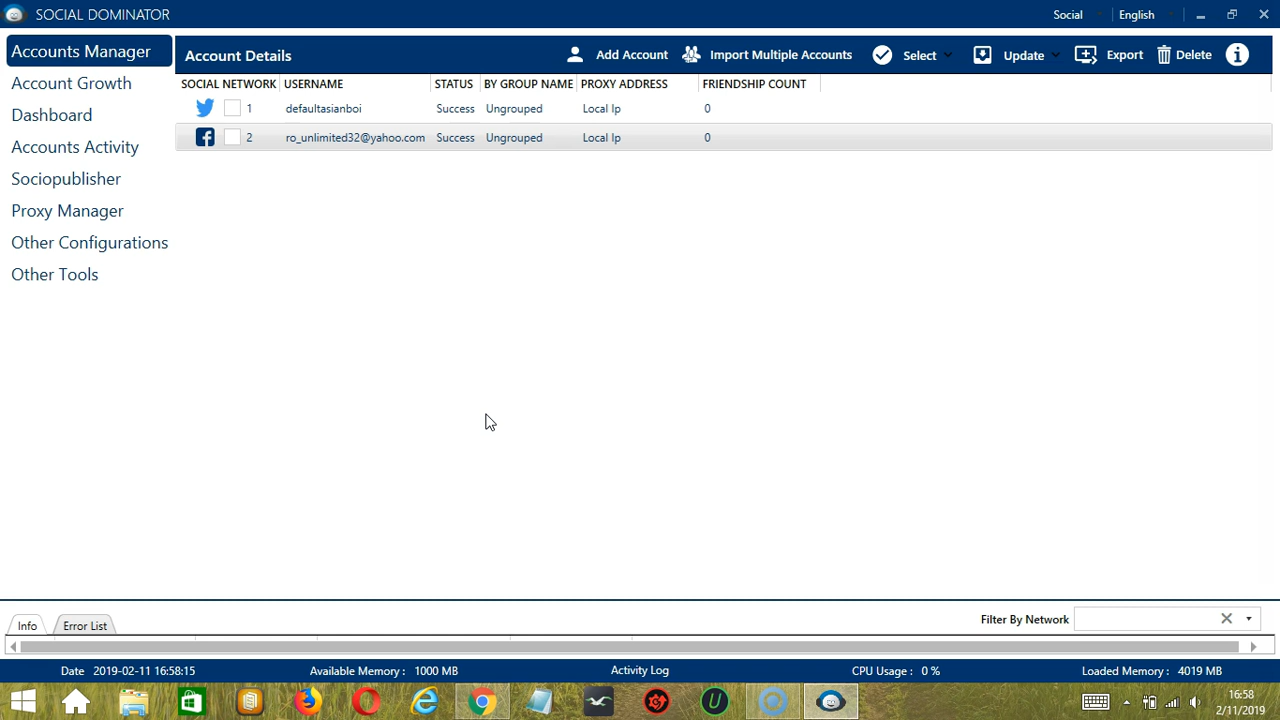 SOCIAL DOMINATOR
Social
English
Accounts Manager
Account Growth
Dashboard
Accounts Activity
Sociopublisher
Proxy Manager
Other Configurations
Other Tools
Account Details
Add Account
Import Multiple Accounts
Select
Update
Export
Delete
SOCIAL NETWORK USERNAME STATUS BY GROUP NAME PROXY ADDRESS FRIENDSHIP COUNT
1 defaultasianboi Success Ungrouped Local Ip 0
2 ro_unlimited32@yahoo.com Success Ungrouped Local Ip 0
Filter By Network
Info
Error List
Date 2019-02-11 16:58:15 Available Memory : 1000 MB Activity Log CPU Usage : 0 % Loaded Memory : 4019 MB
16:58
2/11/2019